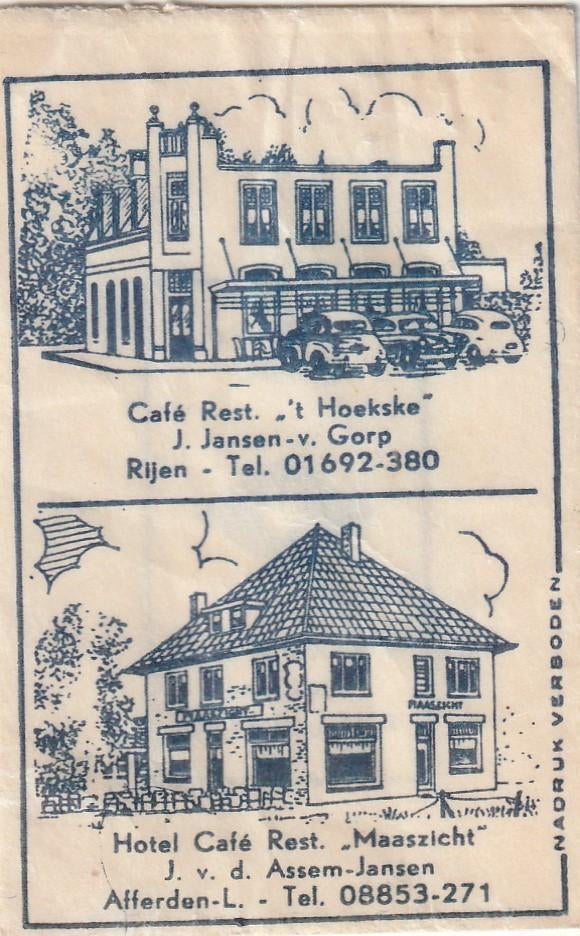 Café Rest. „'t Hoekske"
J. Jansen-v. Gorp
Rijen - Tel. 01692-380
MAASZICHT
MAASZICHT
Hotel Café Rest. „Maaszicht"
J. v. d. Assem-Jansen
Afferden-L. - Tel. 08853-271
NADRUK VERBODEN